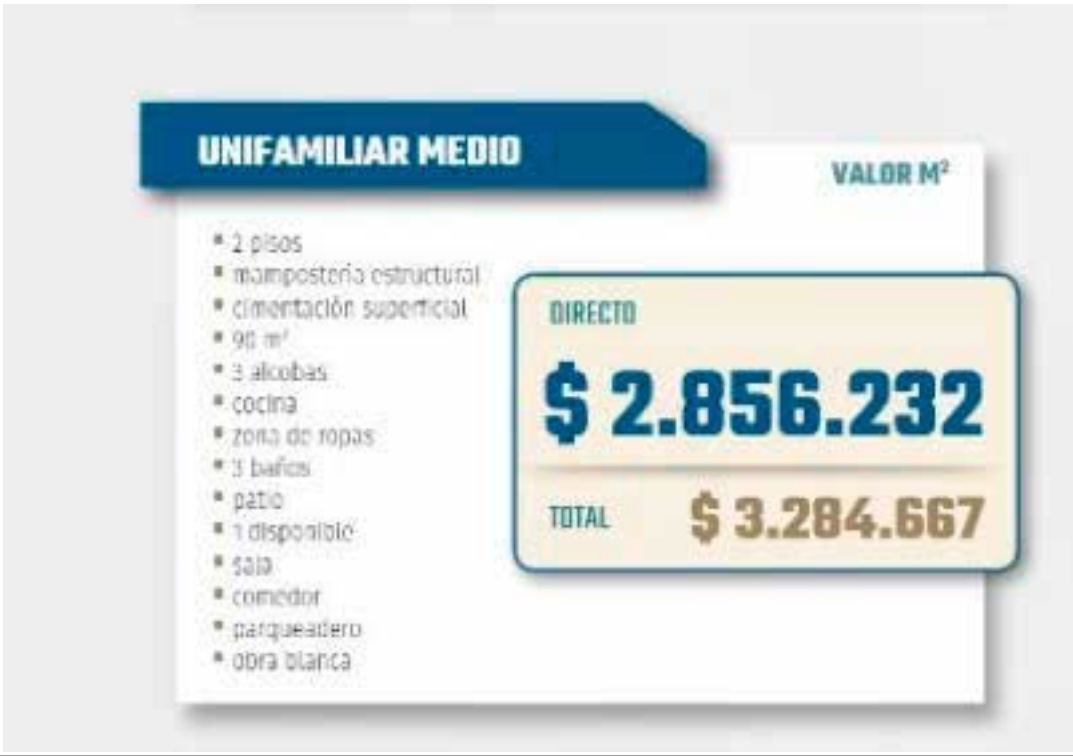 UNIFAMILIAR MEDIO
VALOR M²
▪ 2 pisos
▪ mampostería estructural
▪ cimentación superficial
▪ 90 m²
▪ 3 alcobas
▪ cocina
▪ zona de ropas
▪ 3 baños
▪ patio
▪ 1 disponible
▪ sala
▪ comedor
▪ parqueadero
▪ obra blanca
DIRECTO
$ 2.856.232
TOTAL $ 3.284.667